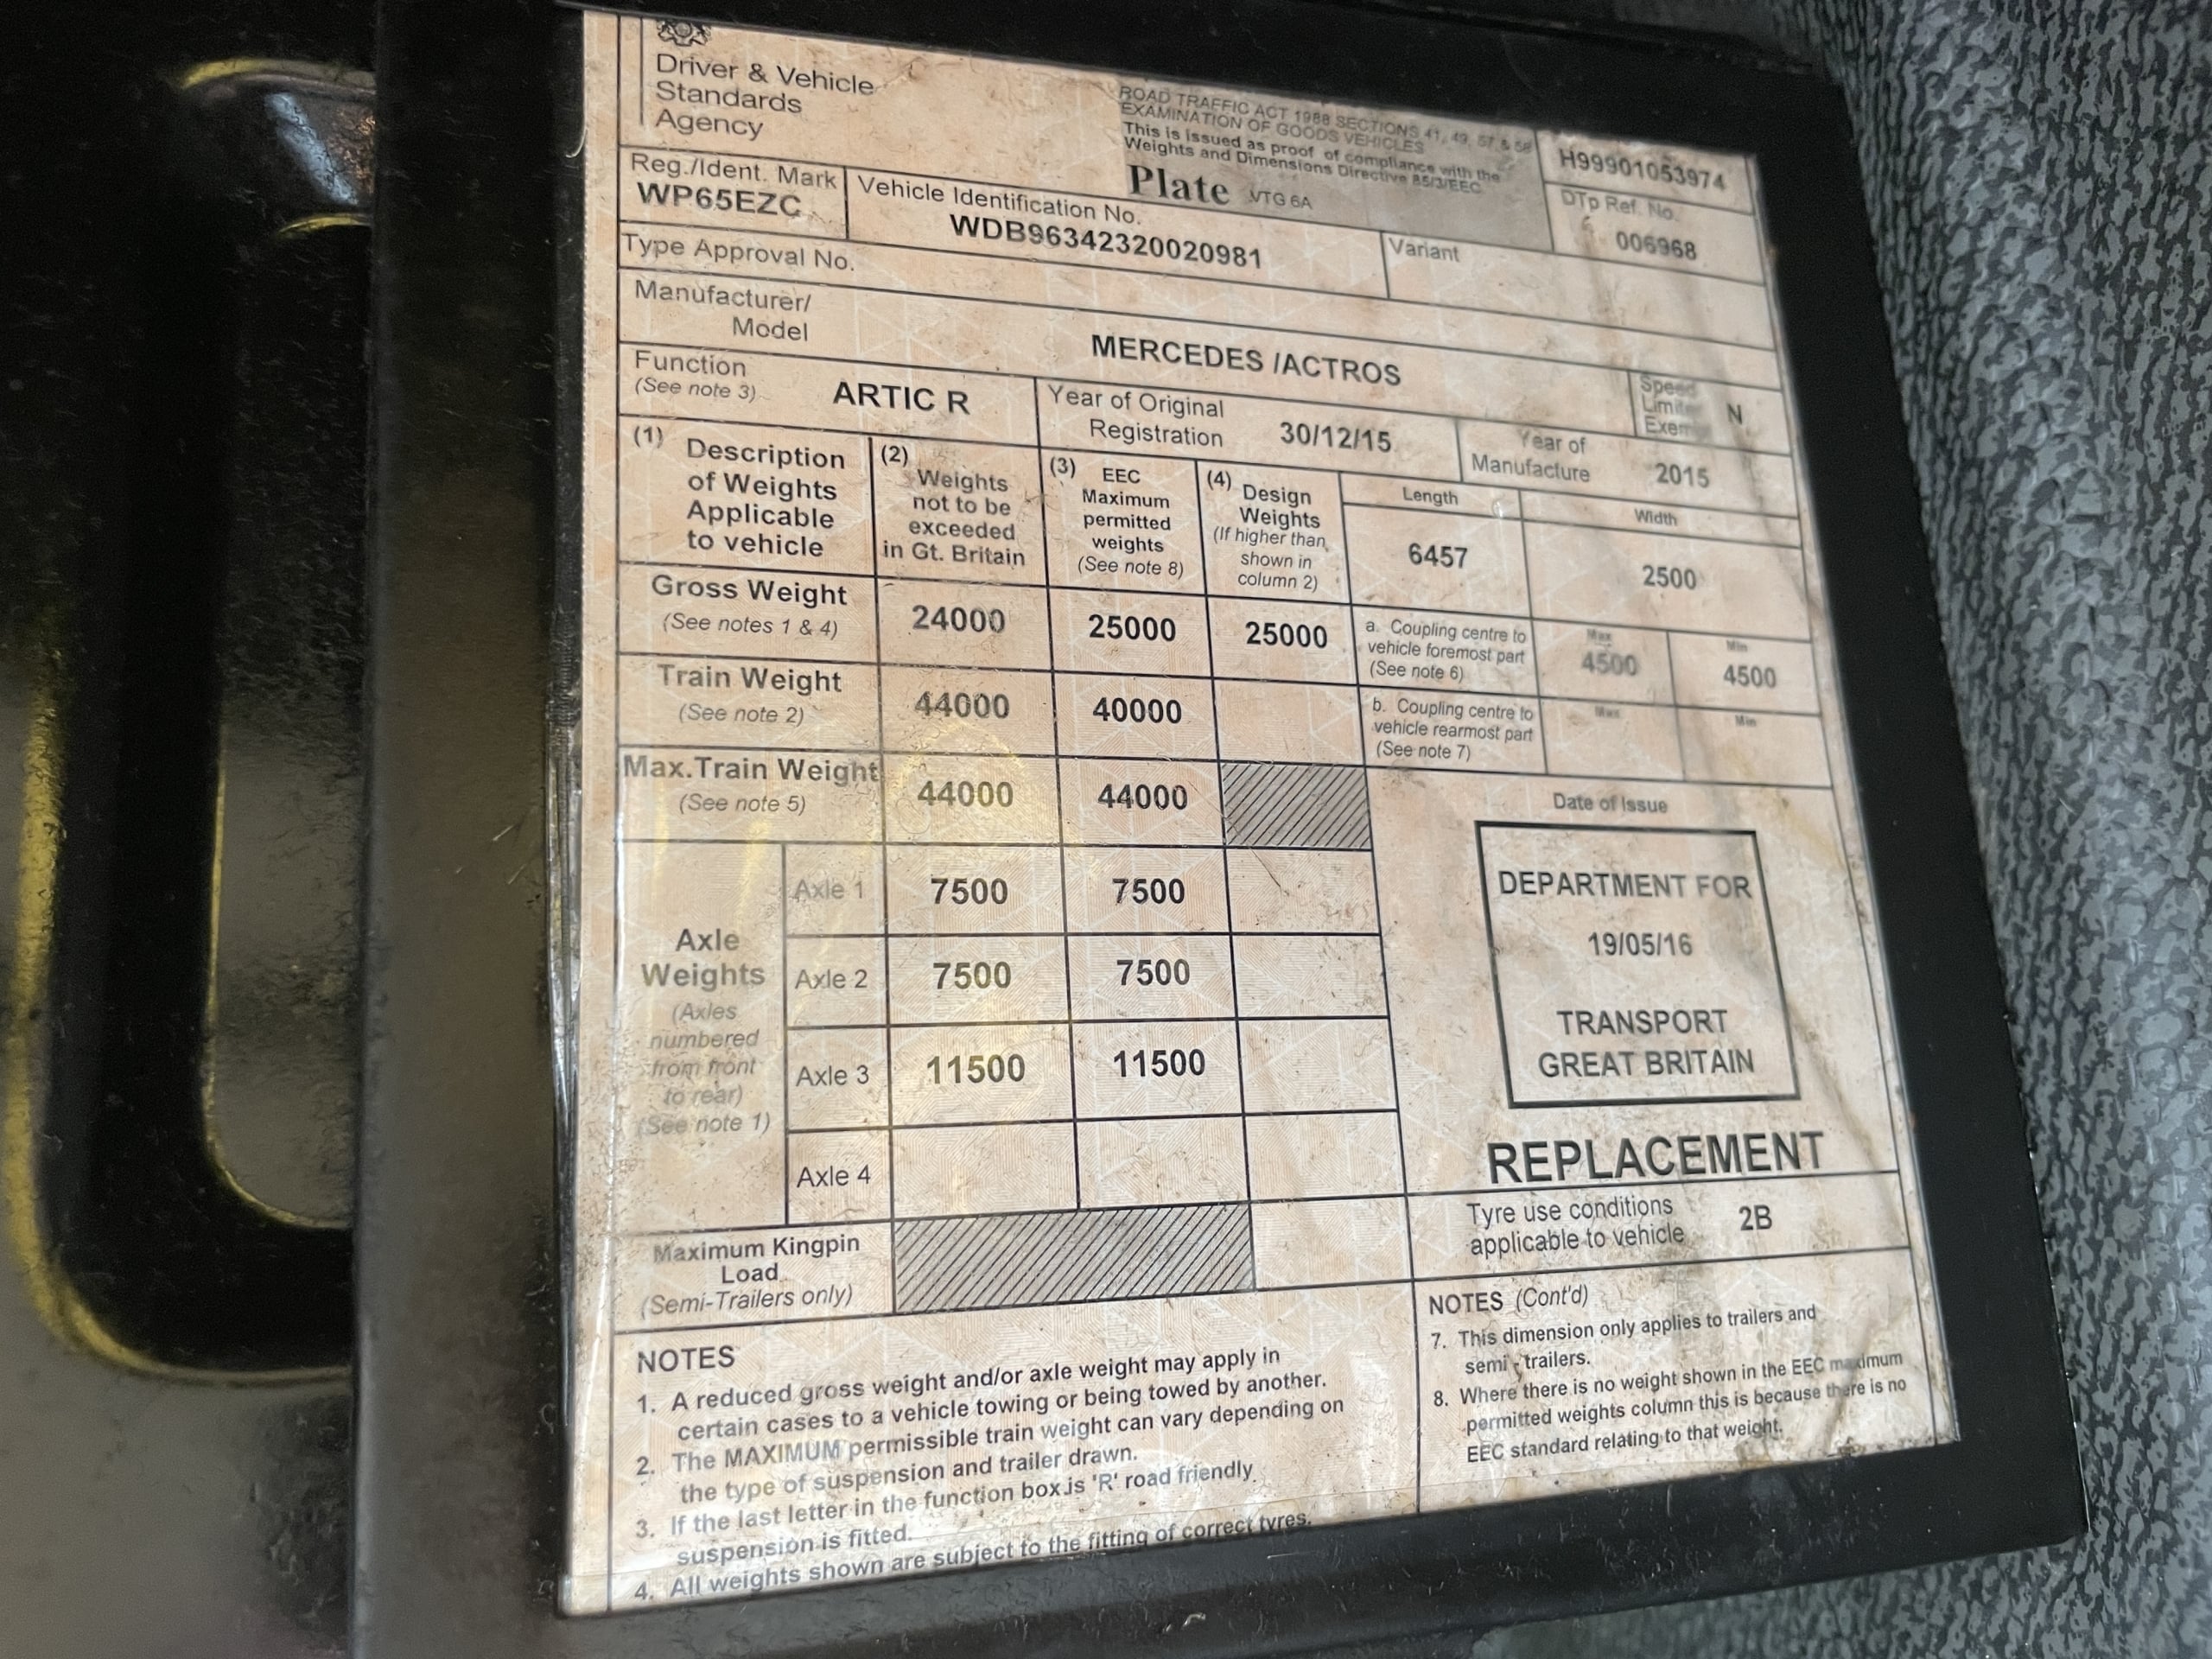 Driver & Vehicle
Standards
Agency
ROAD TRAFFIC ACT 1988 SECTIONS 41, 49, 57 & 58
EXAMINATION OF GOODS VEHICLES
This is issued as proof of compliance with the
Weights and Dimensions Directive 85/3/EEC
Plate VTG 6A
H99901053974
DTp Ref. No.
006968
Reg./Ident. Mark
WP65EZC
Vehicle Identification No.
WDB96342320020981
Variant
Type Approval No.
Manufacturer/
Model
MERCEDES /ACTROS
Function
(See note 3)
ARTIC R
Year of Original
Registration
30/12/15
Year of
Manufacture
2015
Speed
Limiter
N
(1) Description
of Weights
Applicable
to vehicle
(2) Weights
not to be
exceeded
in Gt. Britain
(3) EEC
Maximum
permitted
weights
(See note 8)
(4) Design
Weights
(If higher than
shown in
column 2)
Length
6457
Width
2500
Gross Weight
(See notes 1 & 4)
24000 25000 25000
a. Coupling centre to
vehicle foremost part
(See note 6)
Max
4500
Min
4500
Train Weight
(See note 2)
44000 40000
b. Coupling centre to
vehicle rearmost part
(See note 7)
Max
Min
Max.Train Weight
(See note 5)
44000 44000
Axle
Weights
(Axles
numbered
from front
to rear)
(See note 1)
Axle 1 7500 7500
Axle 2 7500 7500
Axle 3 11500 11500
Axle 4
Maximum Kingpin
Load
(Semi-Trailers only)
Date of Issue
DEPARTMENT FOR
19/05/16
TRANSPORT
GREAT BRITAIN
REPLACEMENT
Tyre use conditions
applicable to vehicle
2B
NOTES
1. A reduced gross weight and/or axle weight may apply in
certain cases to a vehicle towing or being towed by another.
2. The MAXIMUM permissible train weight can vary depending on
the type of suspension and trailer drawn.
3. If the last letter in the function box is 'R' road friendly
suspension is fitted.
4. All weights shown are subject to the fitting of correct tyres.
NOTES (Cont'd)
7. This dimension only applies to trailers and
semi - trailers.
8. Where there is no weight shown in the EEC maximum
permitted weights column this is because there is no
EEC standard relating to that weight.